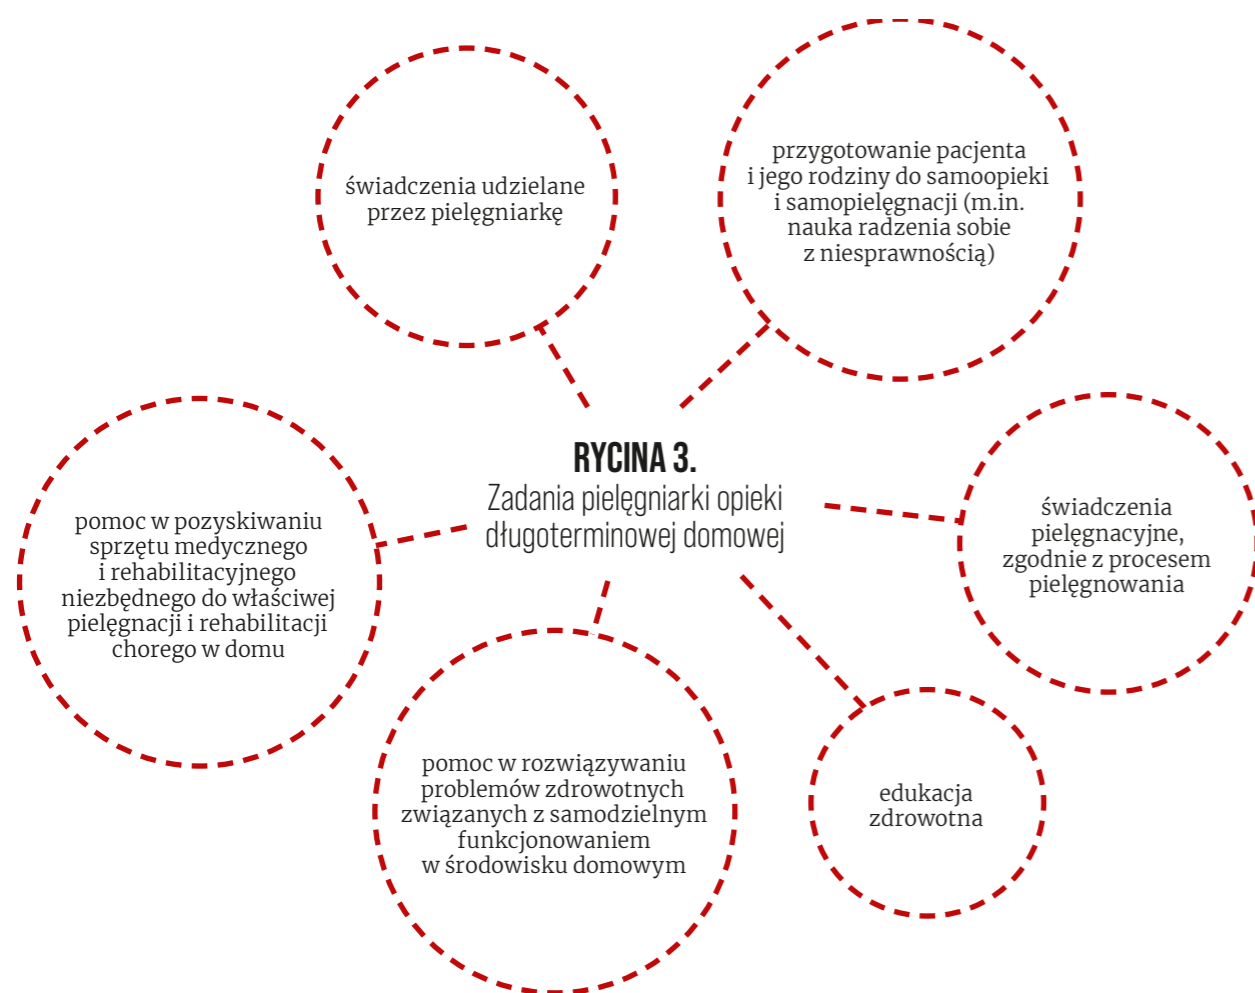 świadczenia udzielane
przez pielęgniarkę
przygotowanie pacjenta
i jego rodziny do samoopieki
i samopielęgnacji (m.in.
nauka radzenia sobie
z niesprawnością)
RYCINA 3.
Zadania pielęgniarki opieki
długoterminowej domowej
pomoc w pozyskiwaniu
sprzętu medycznego
i rehabilitacyjnego
niezbędnego do właściwej
pielęgnacji i rehabilitacji
chorego w domu
świadczenia
pielęgnacyjne,
zgodnie z procesem
pielęgnowania
pomoc w rozwiązywaniu
problemów zdrowotnych
związanych z samodzielnym
funkcjonowaniem
w środowisku domowym
edukacja
zdrowotna